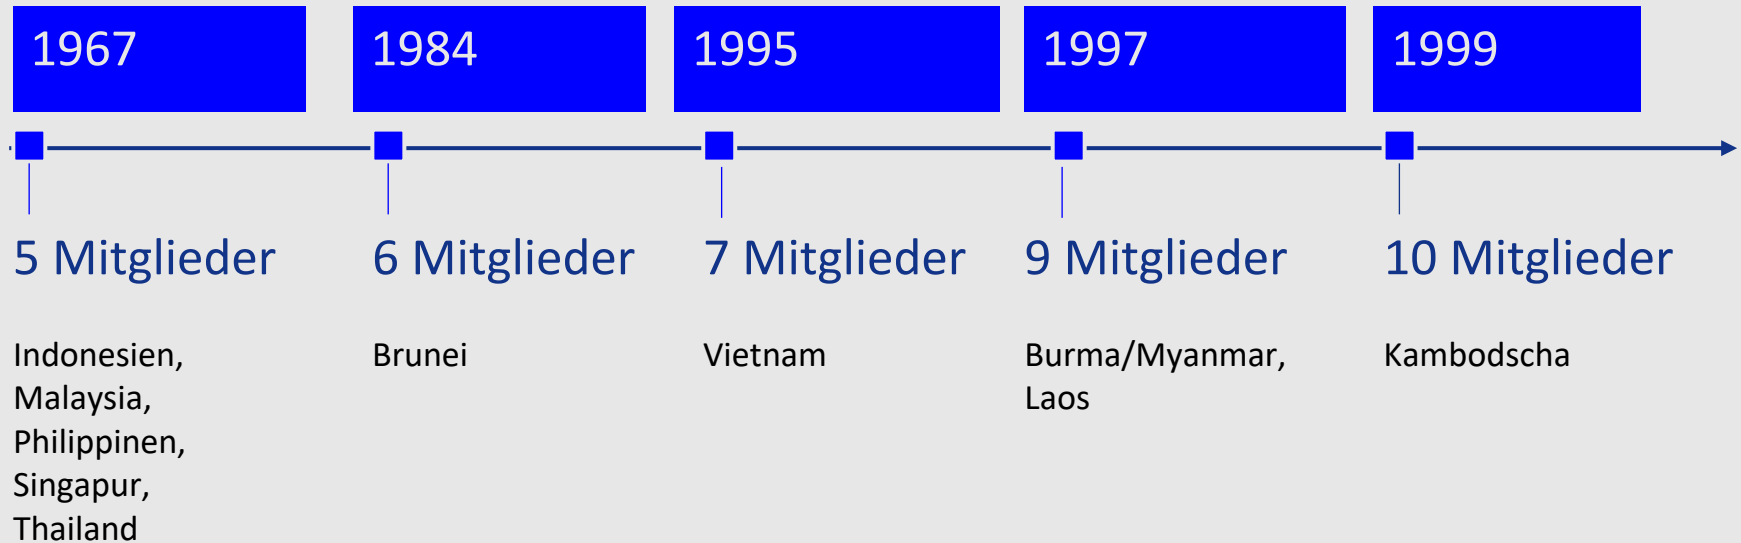 1967
1984
1995
1997
1999
5 Mitglieder
6 Mitglieder
7 Mitglieder
9 Mitglieder
10 Mitglieder
Indonesien,
Malaysia,
Philippinen,
Singapur,
Thailand
Brunei
Vietnam
Burma/Myanmar,
Laos
Kambodscha